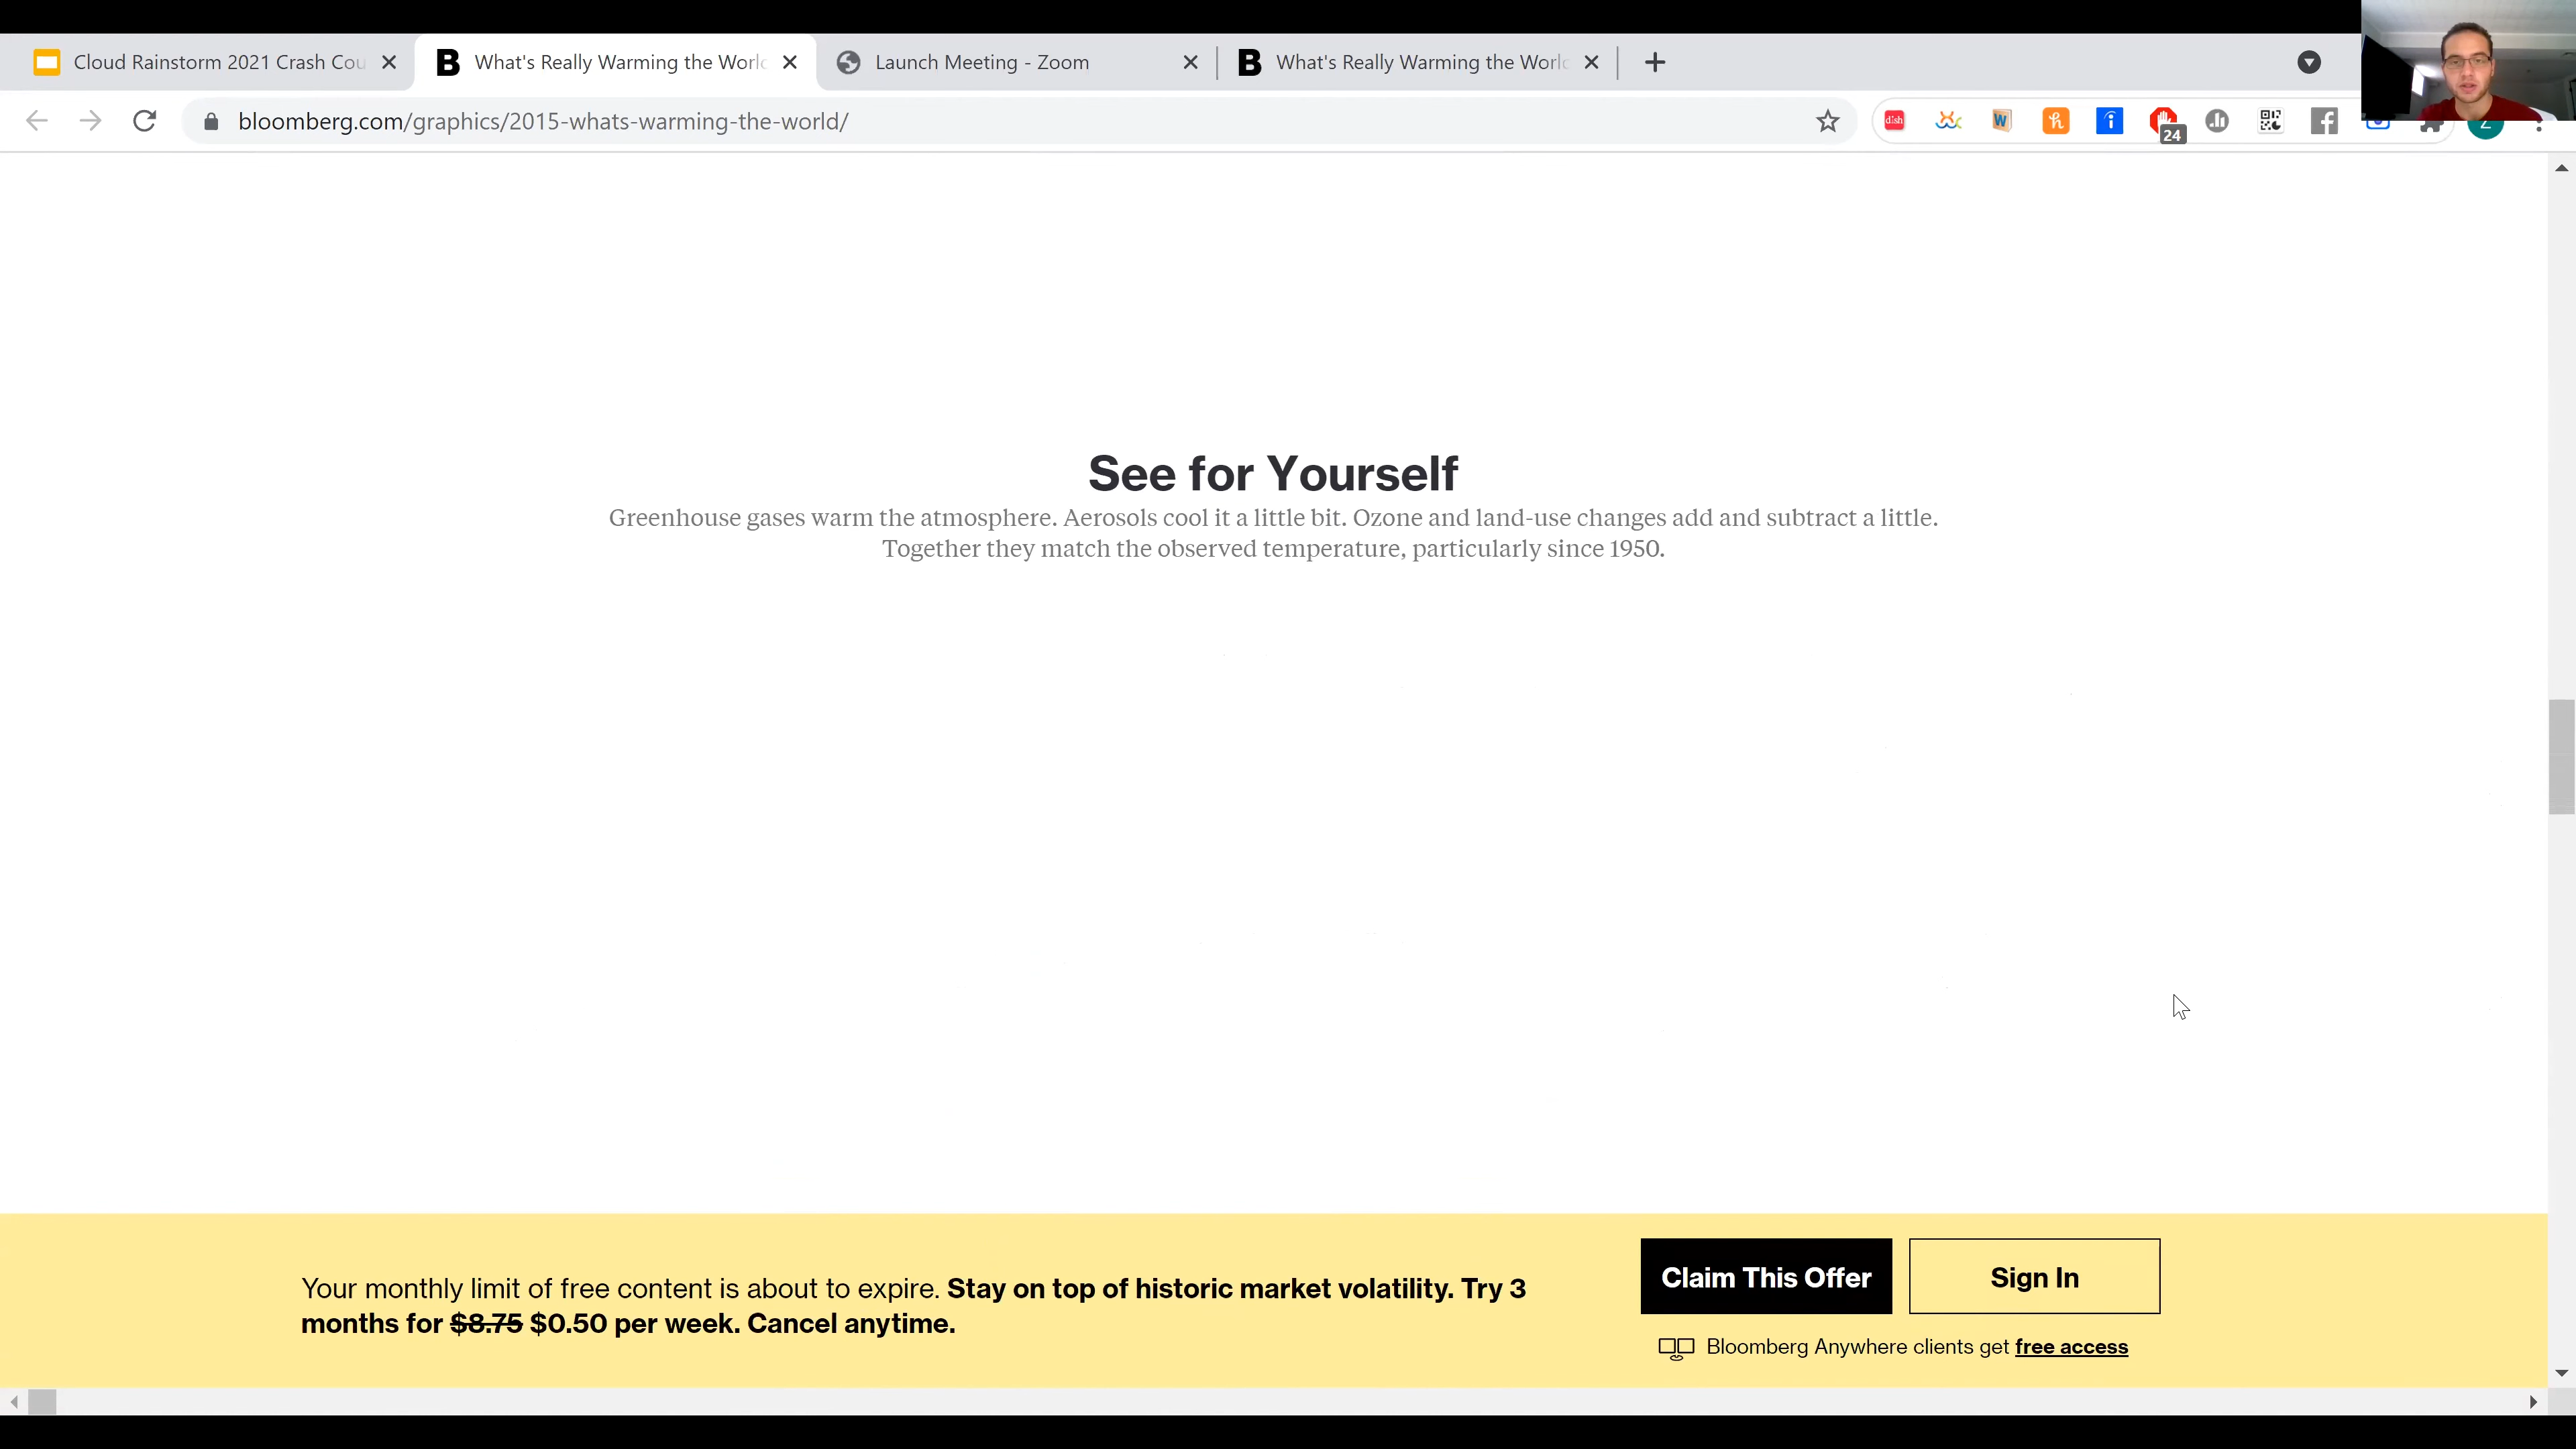 Cloud Rainstorm 2021 Crash Cou
B What's Really Warming the Worl
Launch Meeting - Zoom
B What's Really Warming the Worl
bloomberg.com/graphics/2015-whats-warming-the-world/
dish
W
h
i
24
Z
See for Yourself
Greenhouse gases warm the atmosphere. Aerosols cool it a little bit. Ozone and land-use changes add and subtract a little.
Together they match the observed temperature, particularly since 1950.
Your monthly limit of free content is about to expire. Stay on top of historic market volatility. Try 3
months for $8.75 $0.50 per week. Cancel anytime.
Claim This Offer
Sign In
Bloomberg Anywhere clients get free access